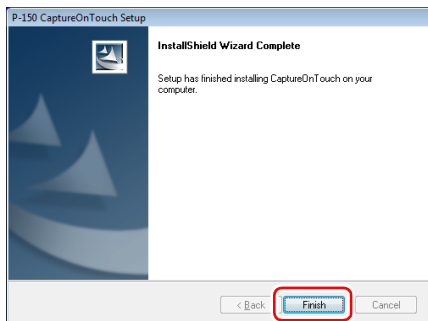 P-150 CaptureOnTouch Setup
InstallShield Wizard Complete
Setup has finished installing CaptureOnTouch on your
computer.
< Back
Finish
Cancel